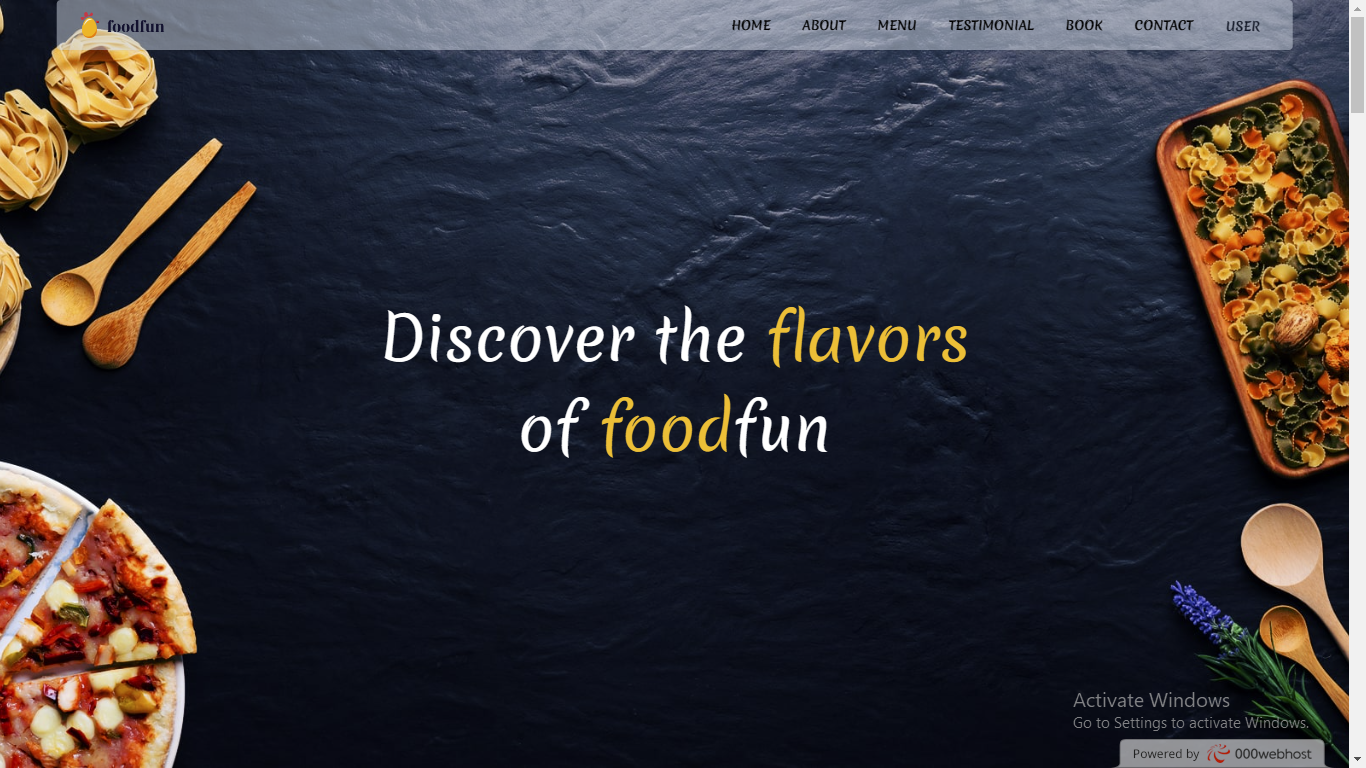 foodfun
HOME ABOUT MENU TESTIMONIAL BOOK CONTACT USER
Discover the flavors
of foodfun
Activate Windows
Go to Settings to activate Windows.
Powered by 000webhost